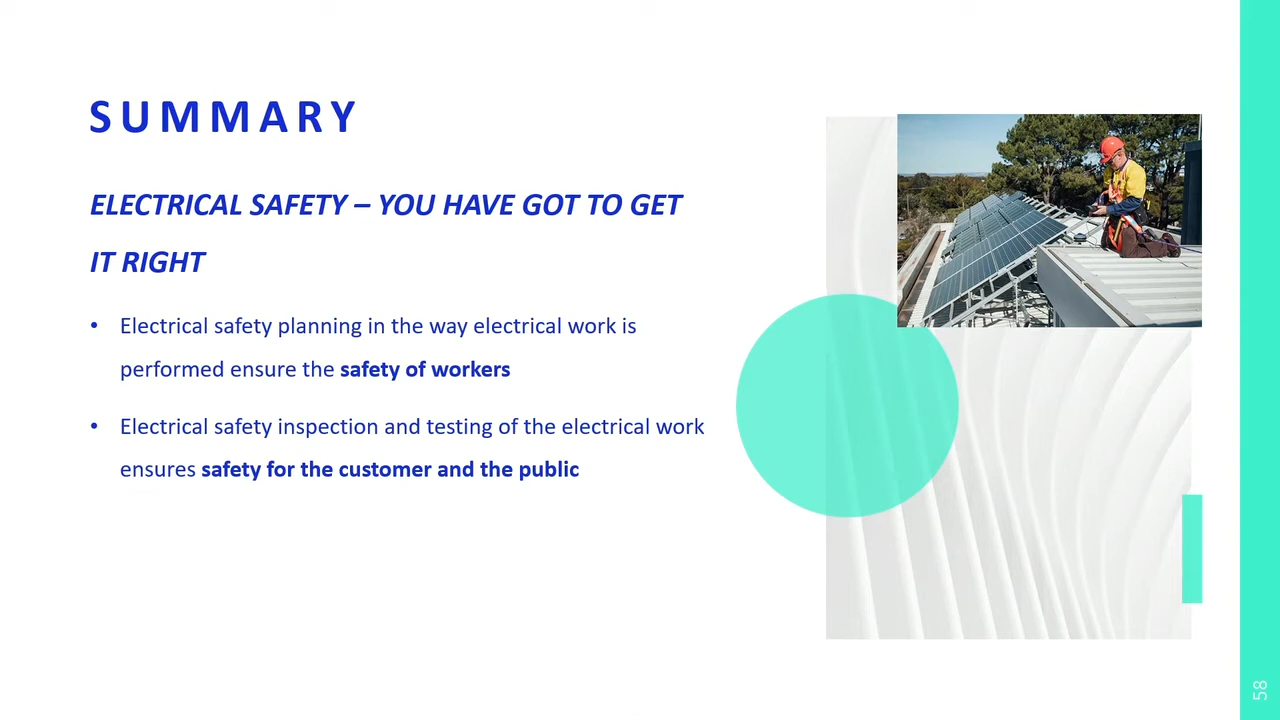 SUMMARY
ELECTRICAL SAFETY – YOU HAVE GOT TO GET
IT RIGHT
• Electrical safety planning in the way electrical work is
performed ensure the safety of workers
• Electrical safety inspection and testing of the electrical work
ensures safety for the customer and the public
58